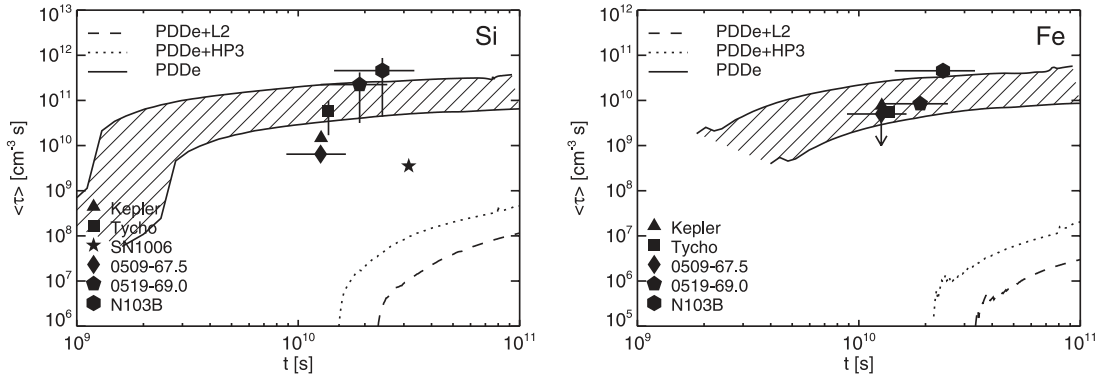 Si
PDDe+L2
PDDe+HP3
PDDe
10^13
10^12
10^11
10^10
10^9
10^8
10^7
10^6
<τ> [cm^-3 s]
Kepler
Tycho
SN1006
0509-67.5
0519-69.0
N103B
10^9
10^10
10^11
t [s]
Fe
PDDe+L2
PDDe+HP3
PDDe
10^12
10^11
10^10
10^9
10^8
10^7
10^6
10^5
<τ> [cm^-3 s]
Kepler
Tycho
0509-67.5
0519-69.0
N103B
10^9
10^10
10^11
t [s]